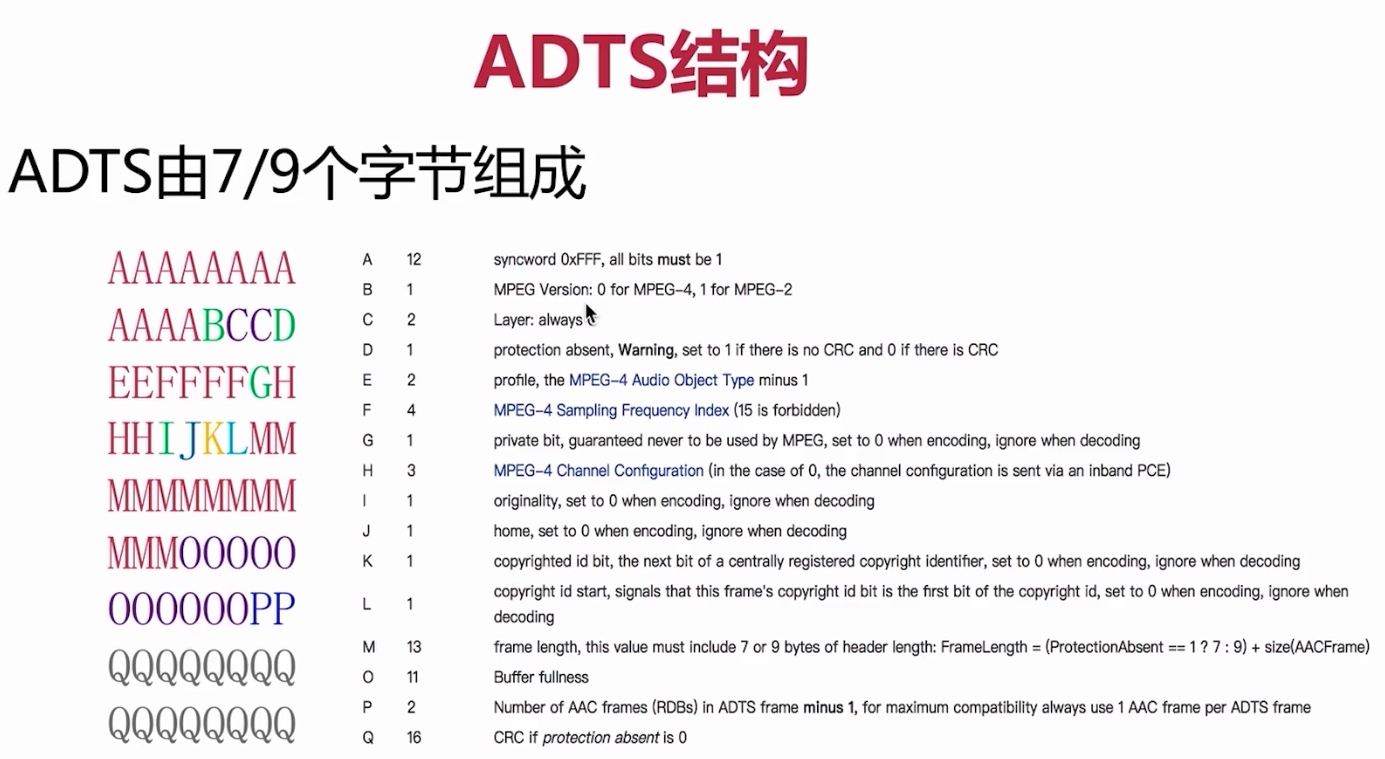 ADTS结构
ADTS由7/9个字节组成
AAAAAAAA
AAAABCCD
EEFFFFGH
HHIJKLMM
MMMMMMMM
MMMOOOOO
OOOOOOPP
QQQQQQQQ
QQQQQQQQ
A 12 syncword 0xFFF, all bits must be 1
B 1 MPEG Version: 0 for MPEG-4, 1 for MPEG-2
C 2 Layer: always
D 1 protection absent, Warning, set to 1 if there is no CRC and 0 if there is CRC
E 2 profile, the MPEG-4 Audio Object Type minus 1
F 4 MPEG-4 Sampling Frequency Index (15 is forbidden)
G 1 private bit, guaranteed never to be used by MPEG, set to 0 when encoding, ignore when decoding
H 3 MPEG-4 Channel Configuration (in the case of 0, the channel configuration is sent via an inband PCE)
I 1 originality, set to 0 when encoding, ignore when decoding
J 1 home, set to 0 when encoding, ignore when decoding
K 1 copyrighted id bit, the next bit of a centrally registered copyright identifier, set to 0 when encoding, ignore when decoding
L 1 copyright id start, signals that this frame's copyright id bit is the first bit of the copyright id, set to 0 when encoding, ignore when
decoding
M 13 frame length, this value must include 7 or 9 bytes of header length: FrameLength = (ProtectionAbsent == 1 ? 7 : 9) + size(AACFrame)
O 11 Buffer fullness
P 2 Number of AAC frames (RDBs) in ADTS frame minus 1, for maximum compatibility always use 1 AAC frame per ADTS frame
Q 16 CRC if protection absent is 0